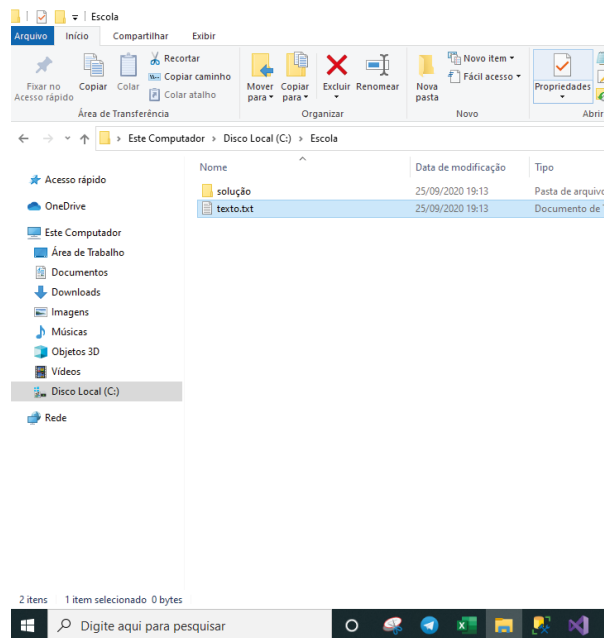 Escola
Arquivo Início Compartilhar Exibir
Fixar no Acesso rápido
Copiar
Colar
Recortar
Copiar caminho
Colar atalho
Mover para
Copiar para
Excluir
Renomear
Nova pasta
Novo item
Fácil acesso
Propriedades
Área de Transferência Organizar Novo Abrir
Este Computador > Disco Local (C:) > Escola
Nome Data de modificação Tipo
solução 25/09/2020 19:13 Pasta de arquivo
texto.txt 25/09/2020 19:13 Documento de
Acesso rápido
OneDrive
Este Computador
Área de Trabalho
Documentos
Downloads
Imagens
Músicas
Objetos 3D
Vídeos
Disco Local (C:)
Rede
2 itens 1 item selecionado 0 bytes
Digite aqui para pesquisar